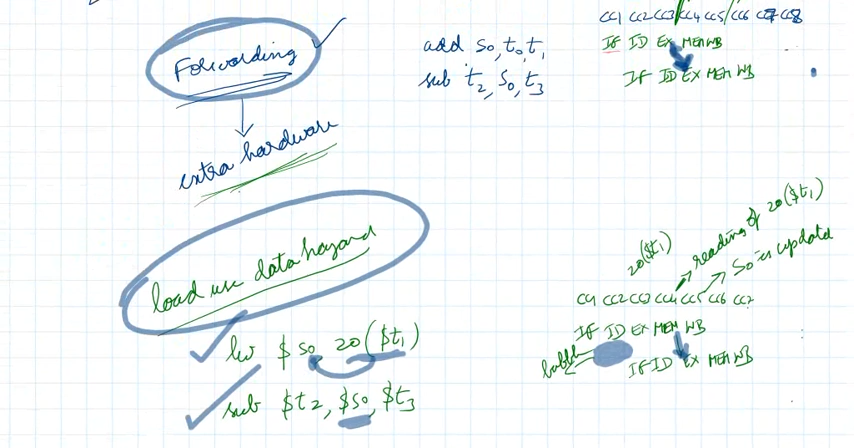 CC1 CC2 CC3 CC4 CC5 CC6 CC7 CC8
Forwarding
add s0, t0, t1
IF ID EX MEM WB
sub t2, s0, t3
IF ID EX MEM WB
extra hardware
load use data hazard
20($t1)
reading of 20($t1)
S0 is update
CC1 CC2 CC3 CC4 CC5 CC6 CC7
IF ID EX MEM WB
lw $s0, 20($t1)
bubble
IF ID EX MEM WB
sub $t2, $s0, $t3